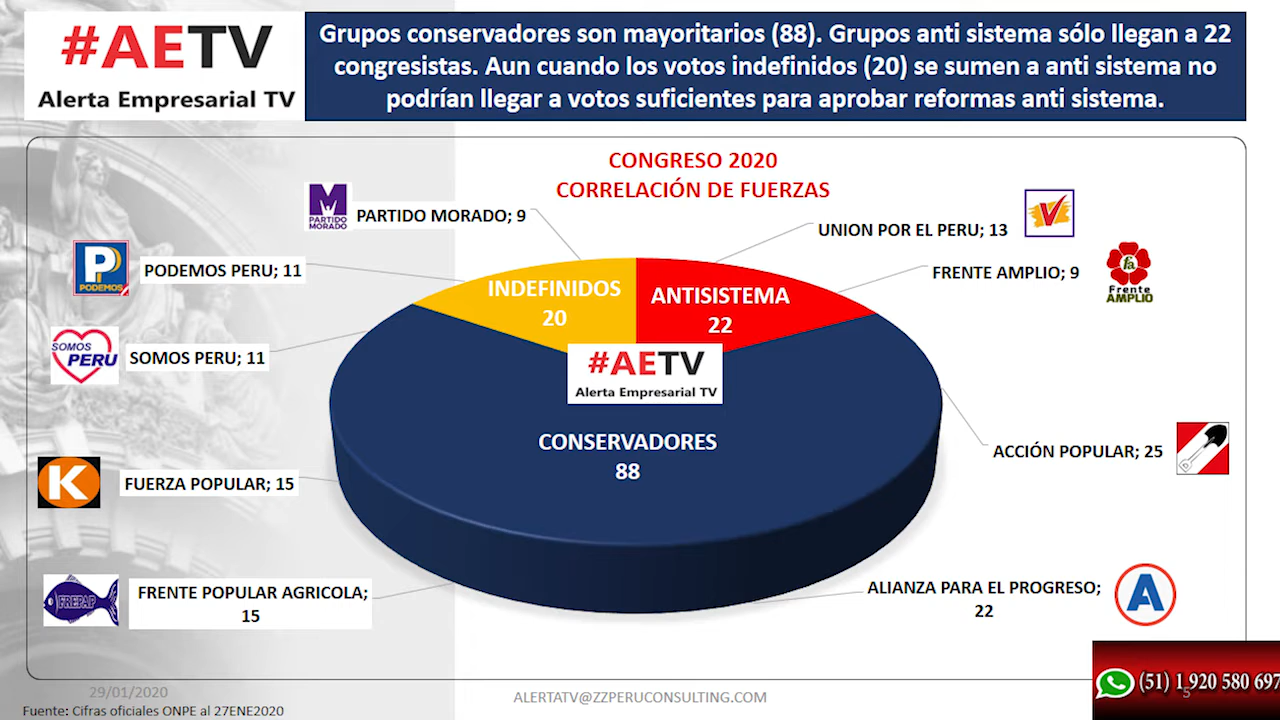 #AETV
Alerta Empresarial TV
Grupos conservadores son mayoritarios (88). Grupos anti sistema sólo llegan a 22
congresistas. Aun cuando los votos indefinidos (20) se sumen a anti sistema no
podrían llegar a votos suficientes para aprobar reformas anti sistema.
CONGRESO 2020
CORRELACIÓN DE FUERZAS
M
PARTIDO
MORADO
PARTIDO MORADO; 9
UNION POR EL PERU; 13
P
PODEMOS
PODEMOS PERU; 11
FRENTE AMPLIO; 9
fa
Frente
AMPLIO
INDEFINIDOS
20
ANTISISTEMA
22
SOMOS
PERU
SOMOS PERU; 11
#AETV
Alerta Empresarial TV
CONSERVADORES
88
ACCIÓN POPULAR; 25
K
FUERZA POPULAR; 15
FREPAP
FRENTE POPULAR AGRICOLA;
15
ALIANZA PARA EL PROGRESO;
22
A
29/01/2020
ALERTATV@ZZPERUCONSULTING.COM
(51) 1 920 580 697
5
Fuente: Cifras oficiales ONPE al 27ENE2020